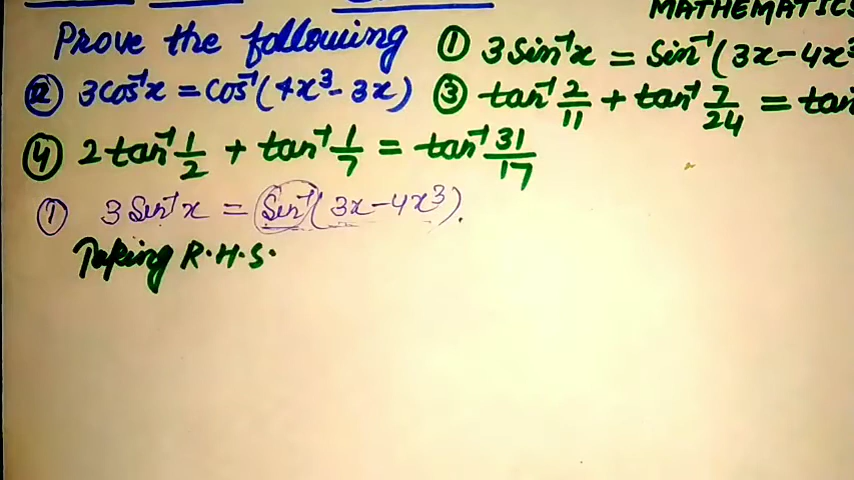 MATHEMATICS
Prove the following ① 3 Sin⁻¹x = Sin⁻¹(3x-4x³
② 3cos⁻¹x = cos⁻¹(4x³-3x) ③ tan⁻¹ 2/11 + tan⁻¹ 7/24 = tan
④ 2 tan⁻¹ 1/2 + tan⁻¹ 1/7 = tan⁻¹ 31/17
① 3 Sin⁻¹x = Sin⁻¹(3x-4x³).
Taking R.H.S.